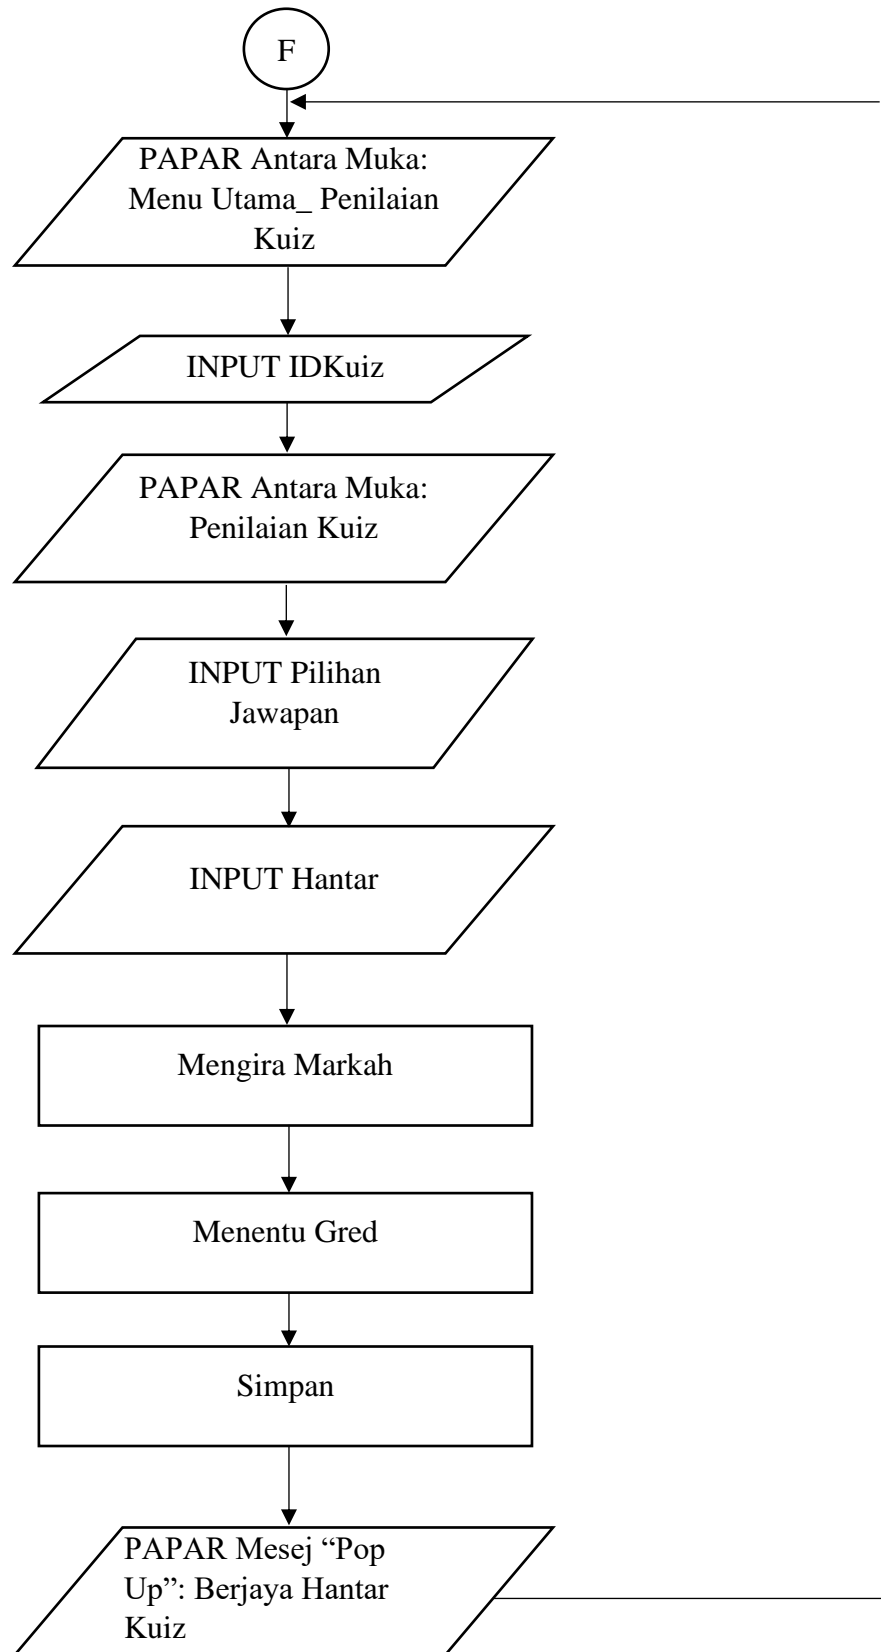 F
PAPAR Antara Muka:
Menu Utama_ Penilaian
Kuiz
INPUT IDKuiz
PAPAR Antara Muka:
Penilaian Kuiz
INPUT Pilihan
Jawapan
INPUT Hantar
Mengira Markah
Menentu Gred
Simpan
PAPAR Mesej “Pop
Up”: Berjaya Hantar
Kuiz